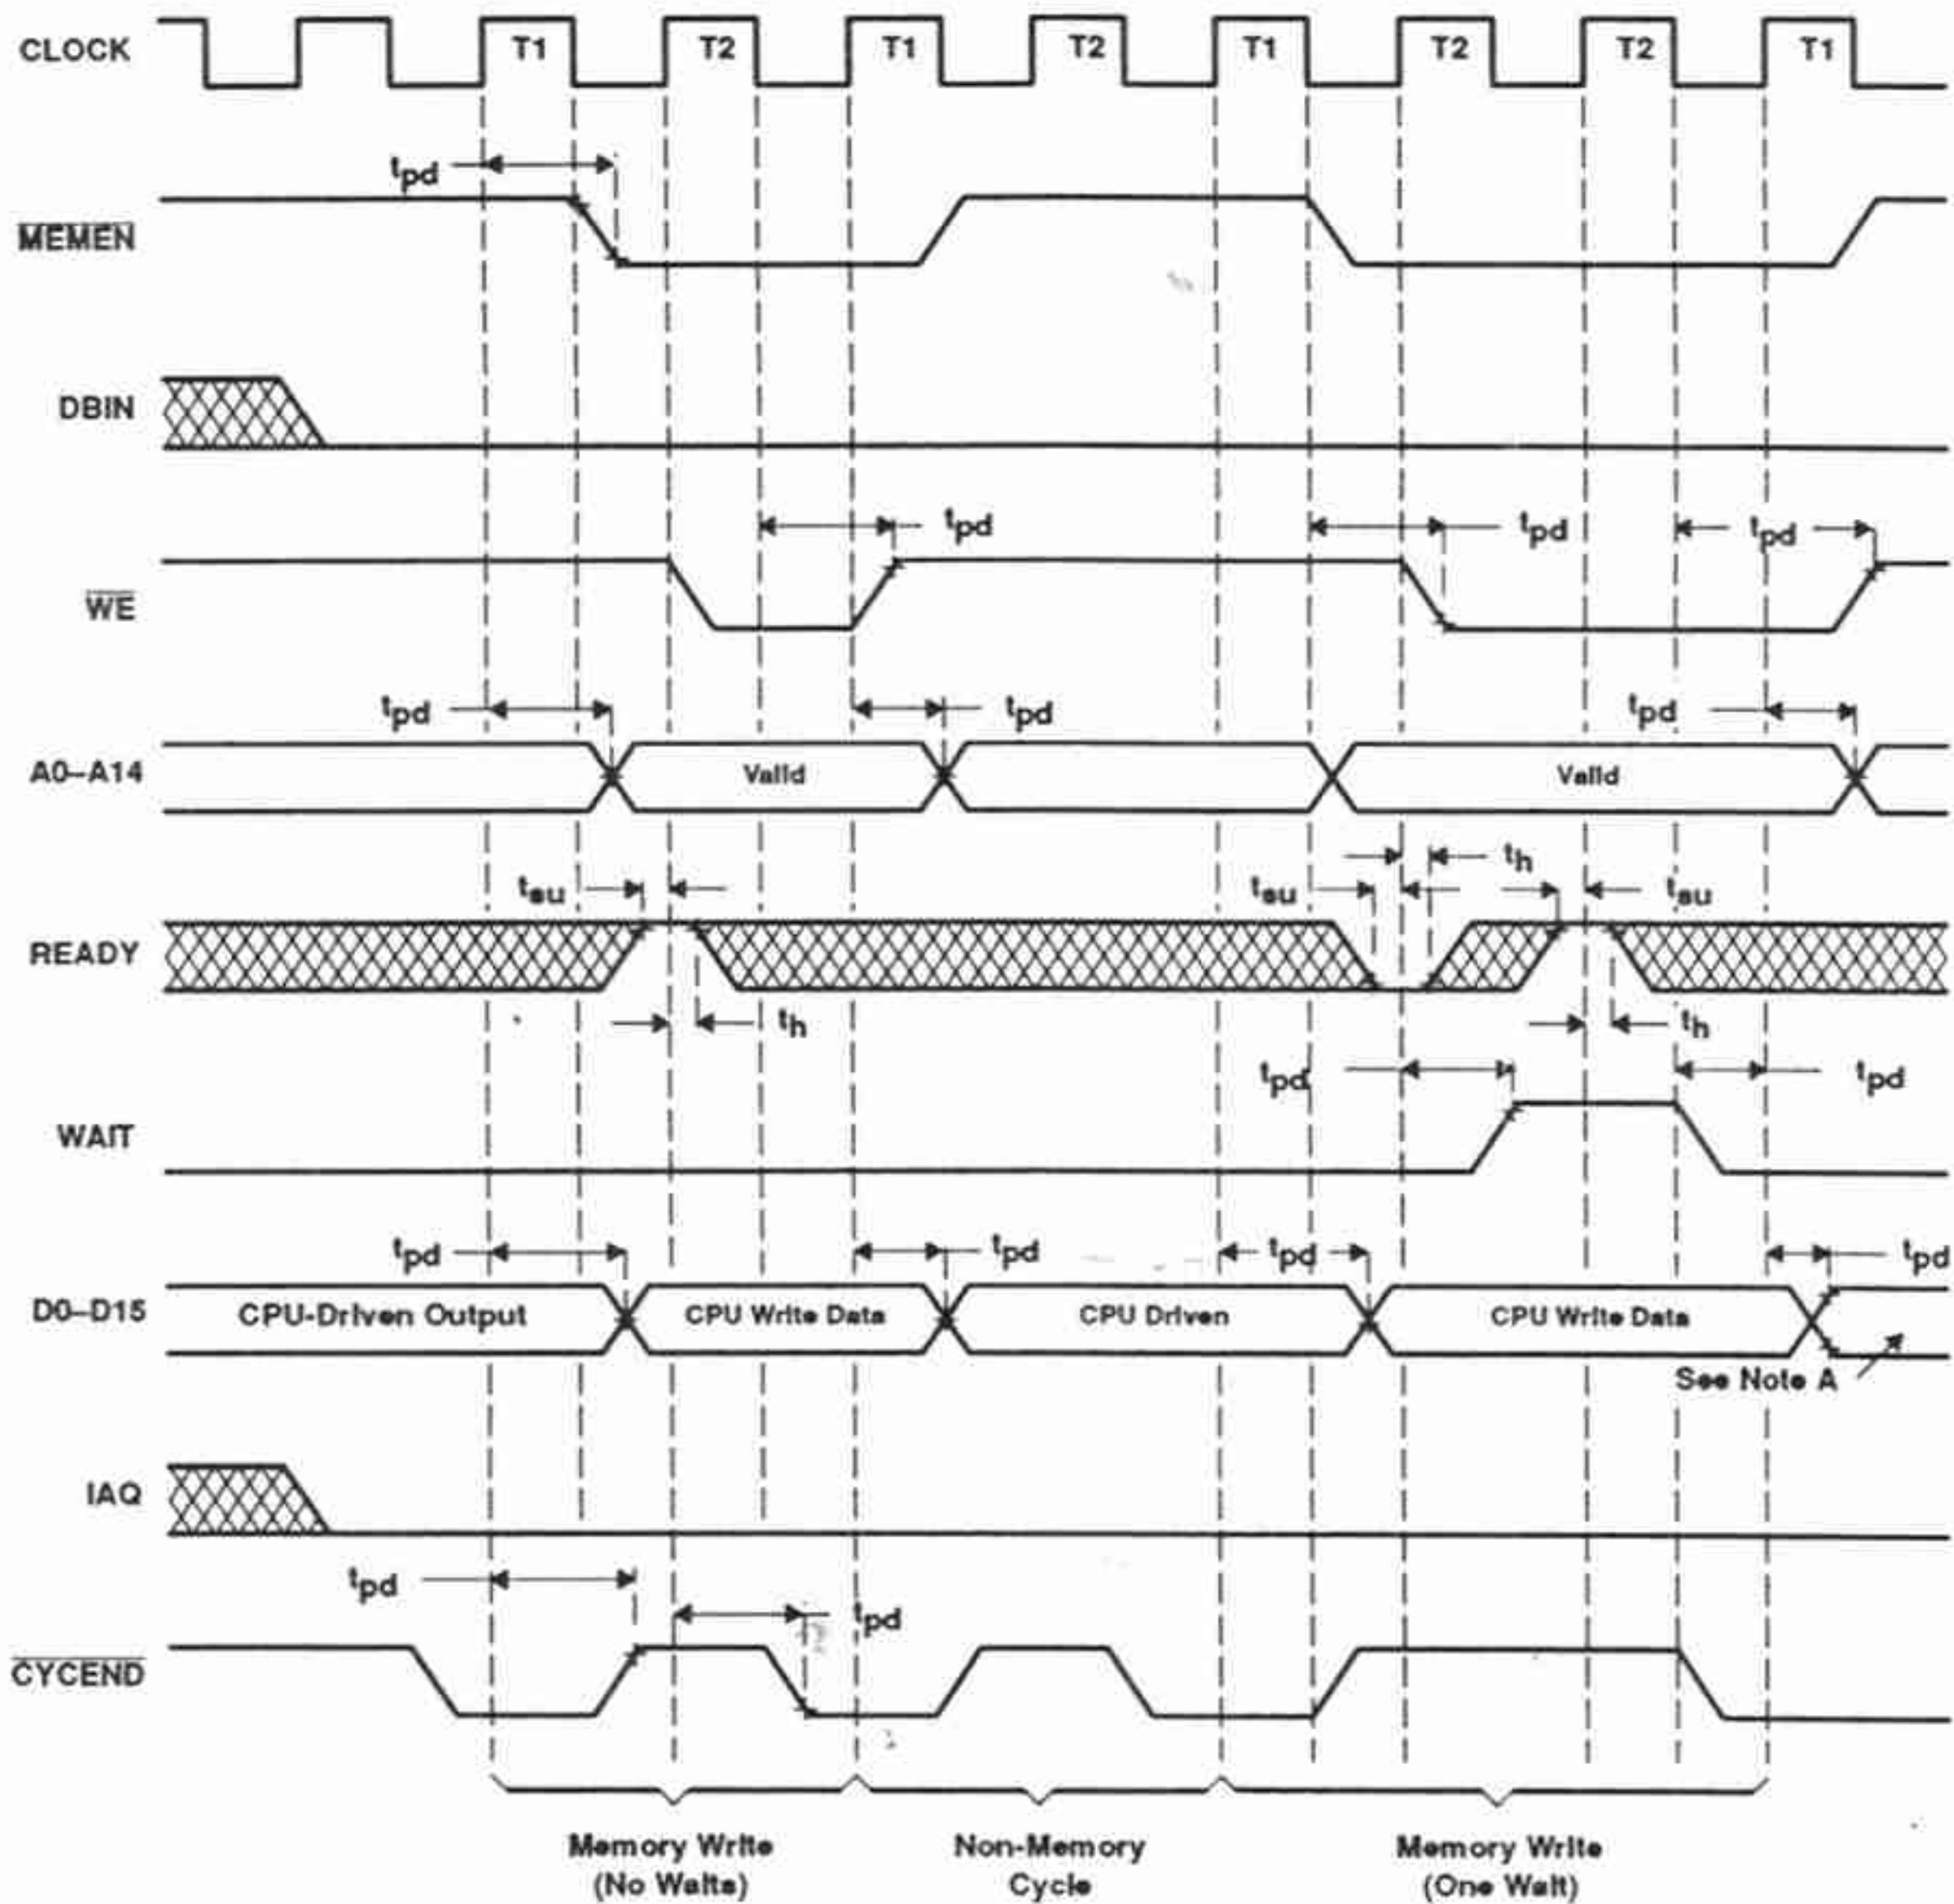 CLOCK T1 T2 T1 T2 T1 T2 T2 T1
tpd
MEMEN
DBIN
tpd tpd tpd
WE
tpd tpd tpd
A0–A14 Valid Valid
th
tsu tsu tsu
READY
th th
tpd tpd
WAIT
tpd tpd tpd tpd
D0–D15 CPU-Driven Output CPU Write Data CPU Driven CPU Write Data
See Note A
IAQ
tpd
tpd
CYCEND
Memory Write Non-Memory Memory Write
(No Waits) Cycle (One Wait)